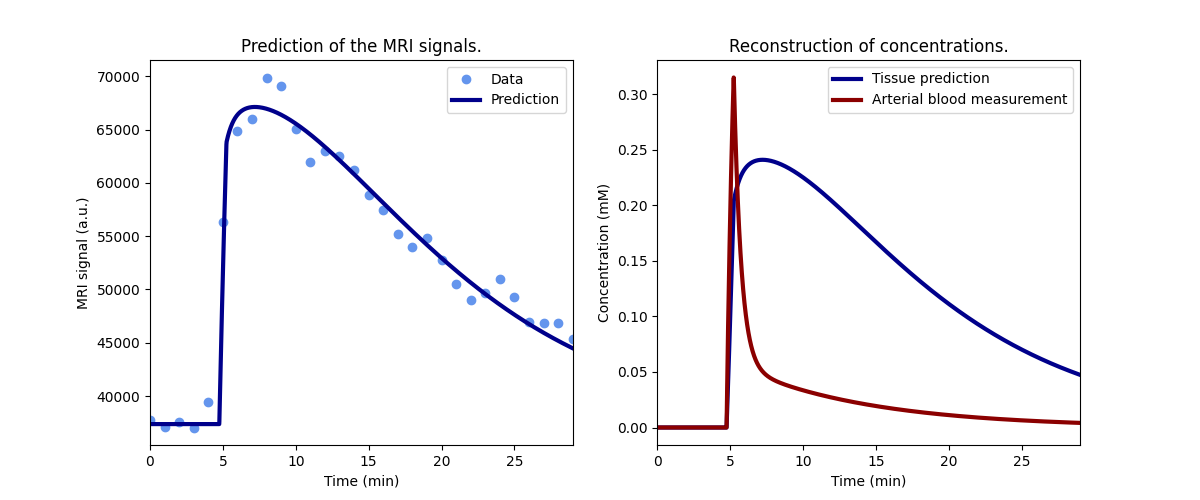 Prediction of the MRI signals.
MRI signal (a.u.)
70000
65000
60000
55000
50000
45000
40000
Data
Prediction
0
5
10
15
20
25
Time (min)
Reconstruction of concentrations.
Concentration (mM)
0.30
0.25
0.20
0.15
0.10
0.05
0.00
Tissue prediction
Arterial blood measurement
0
5
10
15
20
25
Time (min)